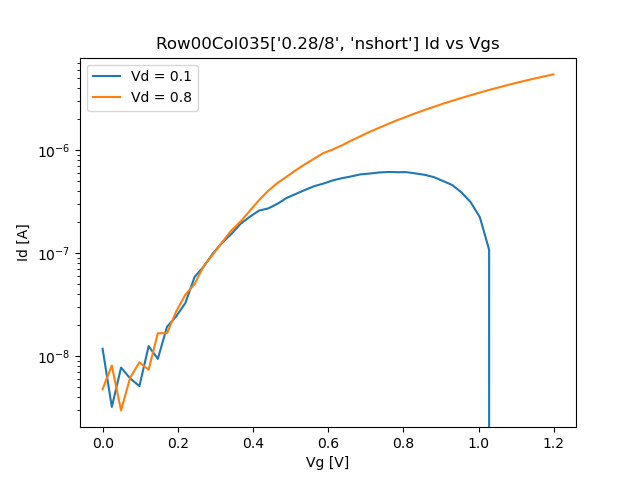 Row00Col035['0.28/8', 'nshort'] Id vs Vgs
Vd = 0.1
Vd = 0.8
Id [A]
10^-6
10^-7
10^-8
0.0 0.2 0.4 0.6 0.8 1.0 1.2
Vg [V]